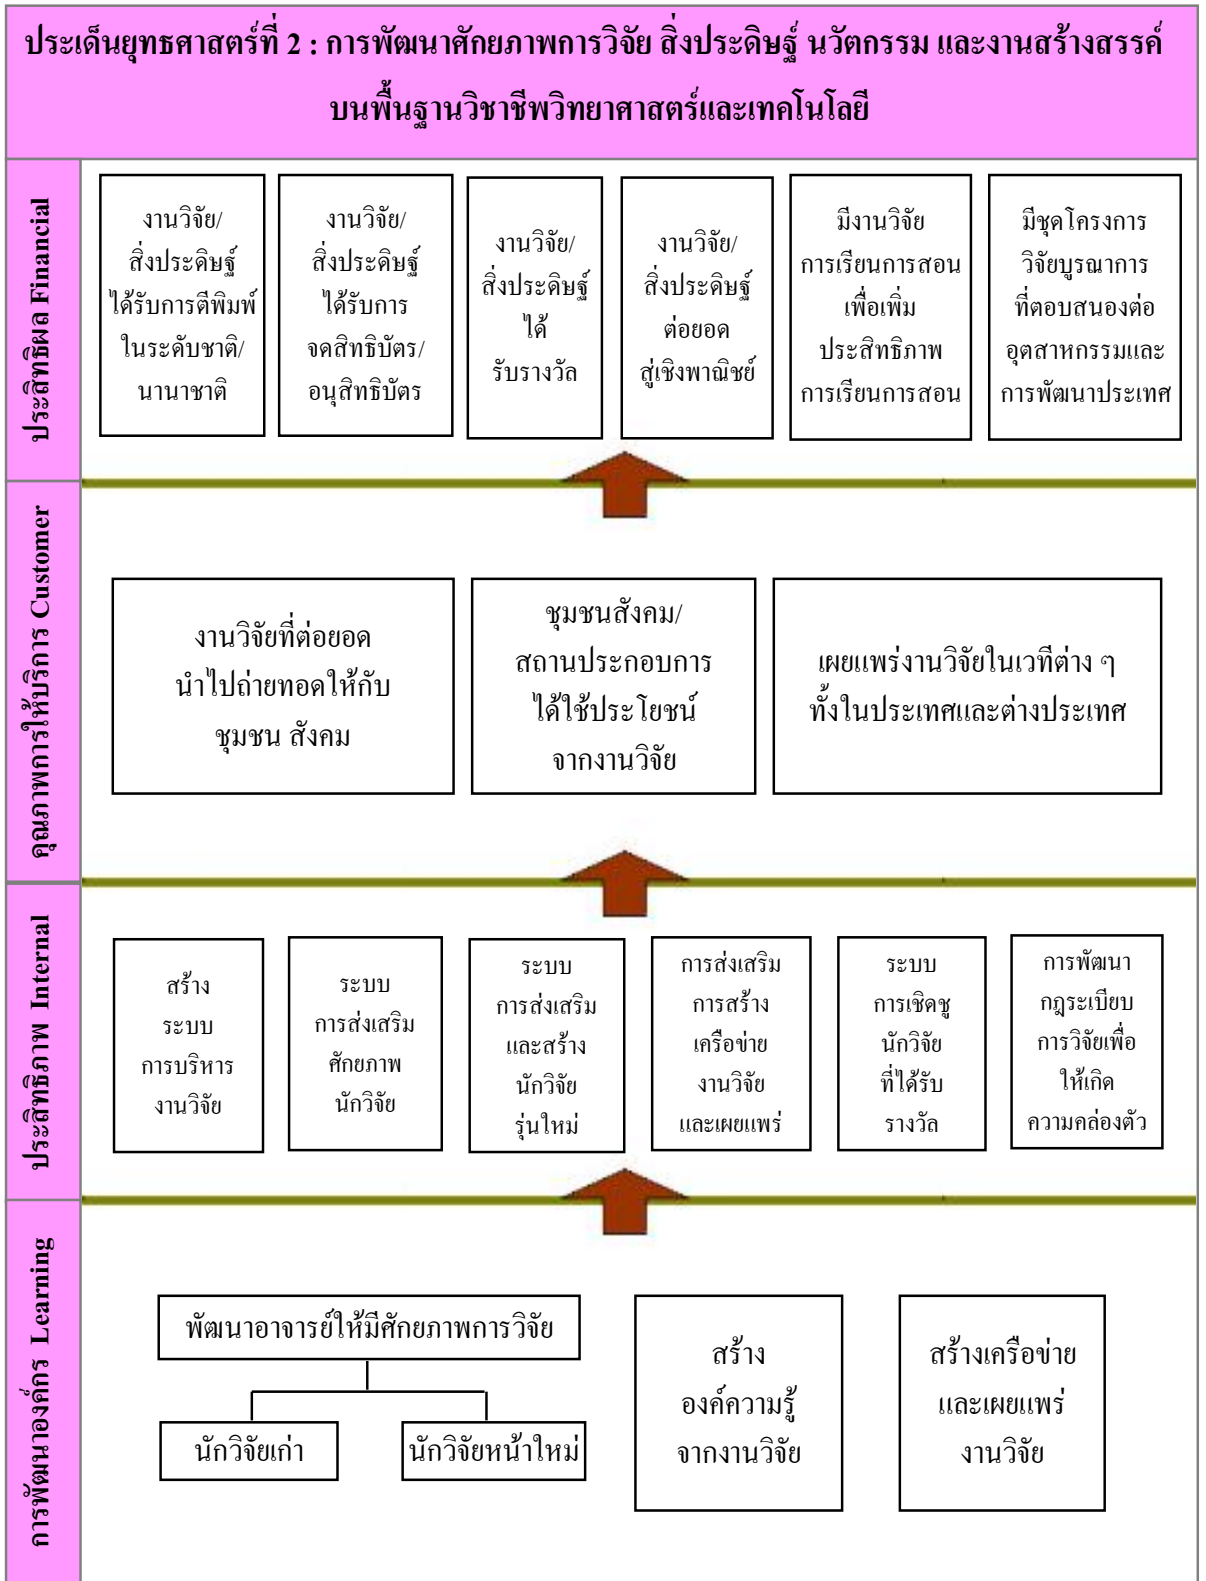 ประเด็นยุทธศาสตร์ที่ 2 : การพัฒนาศักยภาพการวิจัย สิ่งประดิษฐ์ นวัตกรรม และงานสร้างสรรค์
บนพื้นฐานวิชาชีพวิทยาศาสตร์และเทคโนโลยี
ประสิทธิผล Financial
งานวิจัย/
สิ่งประดิษฐ์
ได้รับการตีพิมพ์
ในระดับชาติ/
นานาชาติ
งานวิจัย/
สิ่งประดิษฐ์
ได้รับการ
จดสิทธิบัตร/
อนุสิทธิบัตร
งานวิจัย/
สิ่งประดิษฐ์
ได้
รับรางวัล
งานวิจัย/
สิ่งประดิษฐ์
ต่อยอด
สู่เชิงพาณิชย์
มีงานวิจัย
การเรียนการสอน
เพื่อเพิ่ม
ประสิทธิภาพ
การเรียนการสอน
มีชุดโครงการ
วิจัยบูรณาการ
ที่ตอบสนองต่อ
อุตสาหกรรมและ
การพัฒนาประเทศ
คุณภาพการให้บริการ Customer
งานวิจัยที่ต่อยอด
นำไปถ่ายทอดให้กับ
ชุมชน สังคม
ชุมชนสังคม/
สถานประกอบการ
ได้ใช้ประโยชน์
จากงานวิจัย
เผยแพร่งานวิจัยในเวทีต่าง ๆ
ทั้งในประเทศและต่างประเทศ
ประสิทธิภาพ Internal
สร้าง
ระบบ
การบริหาร
งานวิจัย
ระบบ
การส่งเสริม
ศักยภาพ
นักวิจัย
ระบบ
การส่งเสริม
และสร้าง
นักวิจัย
รุ่นใหม่
การส่งเสริม
การสร้าง
เครือข่าย
งานวิจัย
และเผยแพร่
ระบบ
การเชิดชู
นักวิจัย
ที่ได้รับ
รางวัล
การพัฒนา
กฎระเบียบ
การวิจัยเพื่อ
ให้เกิด
ความคล่องตัว
การพัฒนาองค์กร Learning
พัฒนาอาจารย์ให้มีศักยภาพการวิจัย
นักวิจัยเก่า
นักวิจัยหน้าใหม่
สร้าง
องค์ความรู้
จากงานวิจัย
สร้างเครือข่าย
และเผยแพร่
งานวิจัย